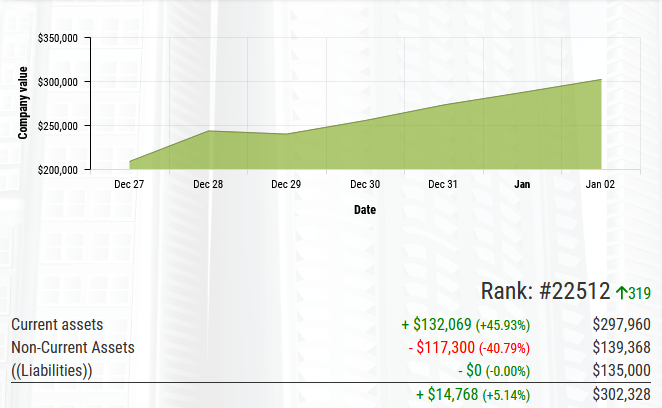 $350,000
$300,000
$250,000
$200,000
Company value
Dec 27 Dec 28 Dec 29 Dec 30 Dec 31 Jan Jan 02
Date
Rank: #22512 ↑319
Current assets + $132,069 (+45.93%) $297,960
Non-Current Assets - $117,300 (-40.79%) $139,368
((Liabilities)) - $0 (-0.00%) $135,000
+ $14,768 (+5.14%) $302,328